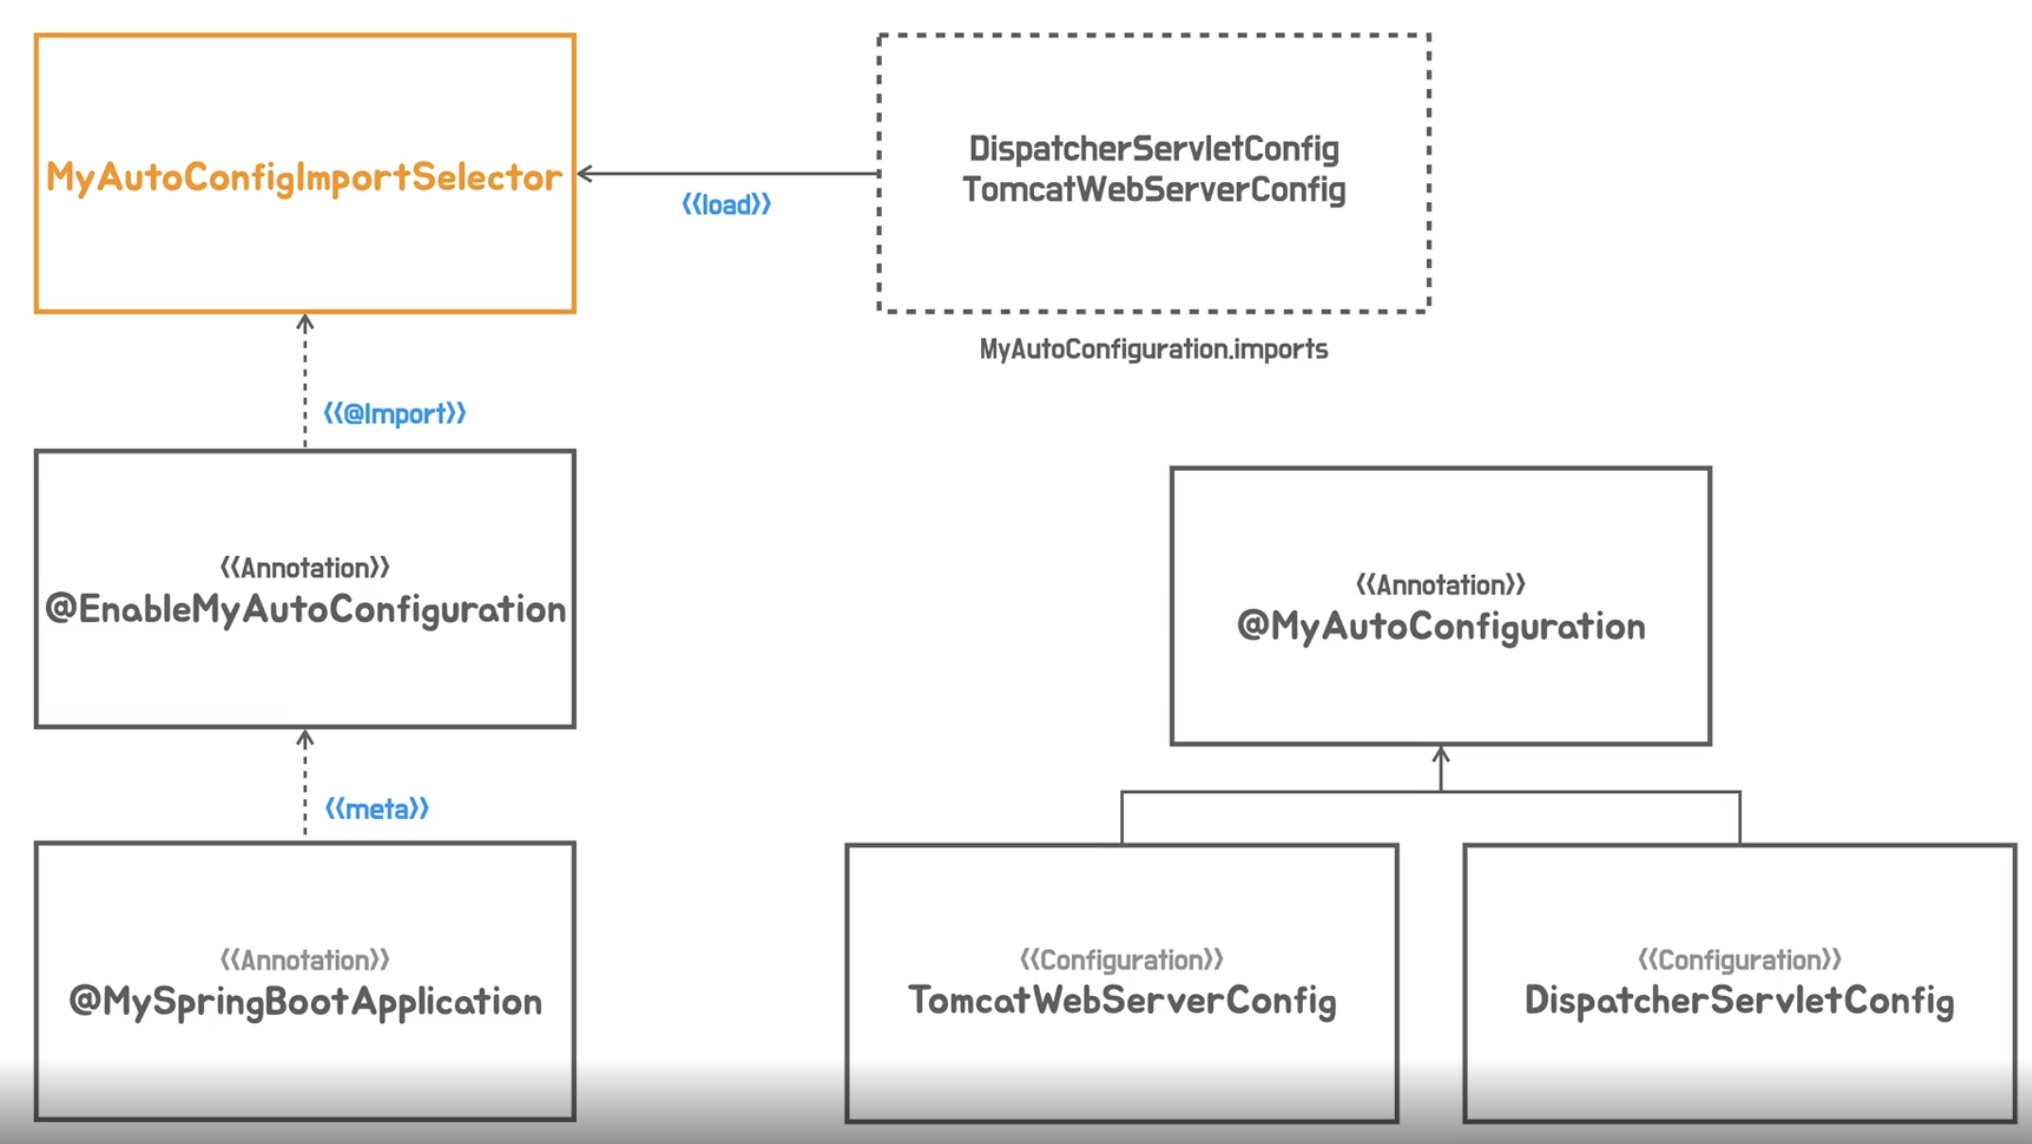 MyAutoConfigImportSelector
<<load>>
DispatcherServletConfig
TomcatWebServerConfig
MyAutoConfiguration.imports
<<@Import>>
<<Annotation>>
@EnableMyAutoConfiguration
<<Annotation>>
@MyAutoConfiguration
<<meta>>
<<Annotation>>
@MySpringBootApplication
<<Configuration>>
TomcatWebServerConfig
<<Configuration>>
DispatcherServletConfig